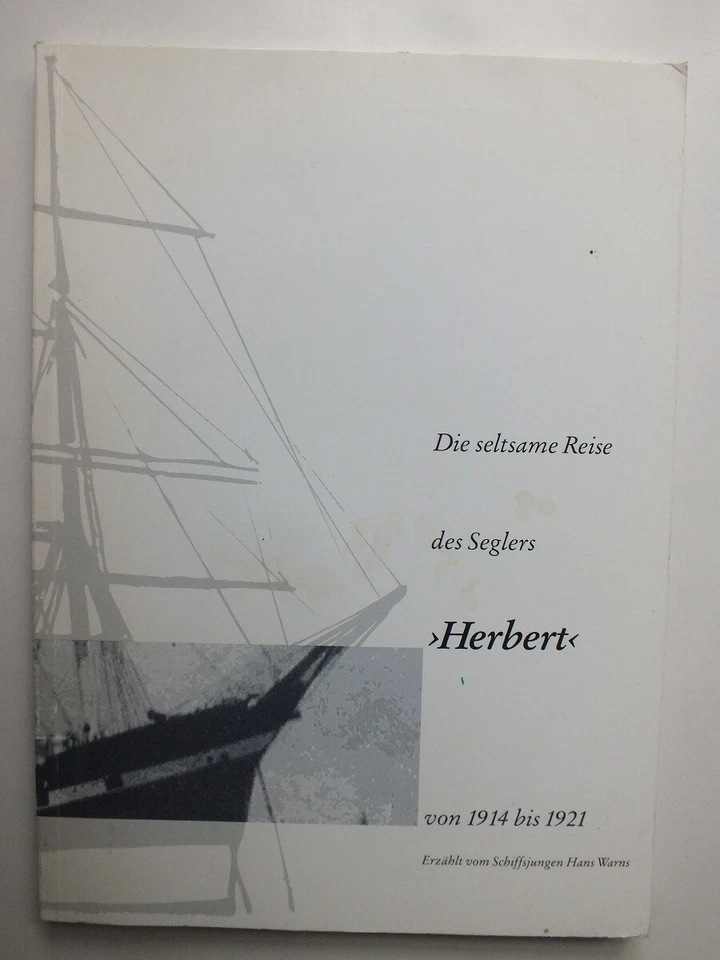 Die seltsame Reise
des Seglers
›Herbert‹
von 1914 bis 1921
Erzählt vom Schiffsjungen Hans Warns